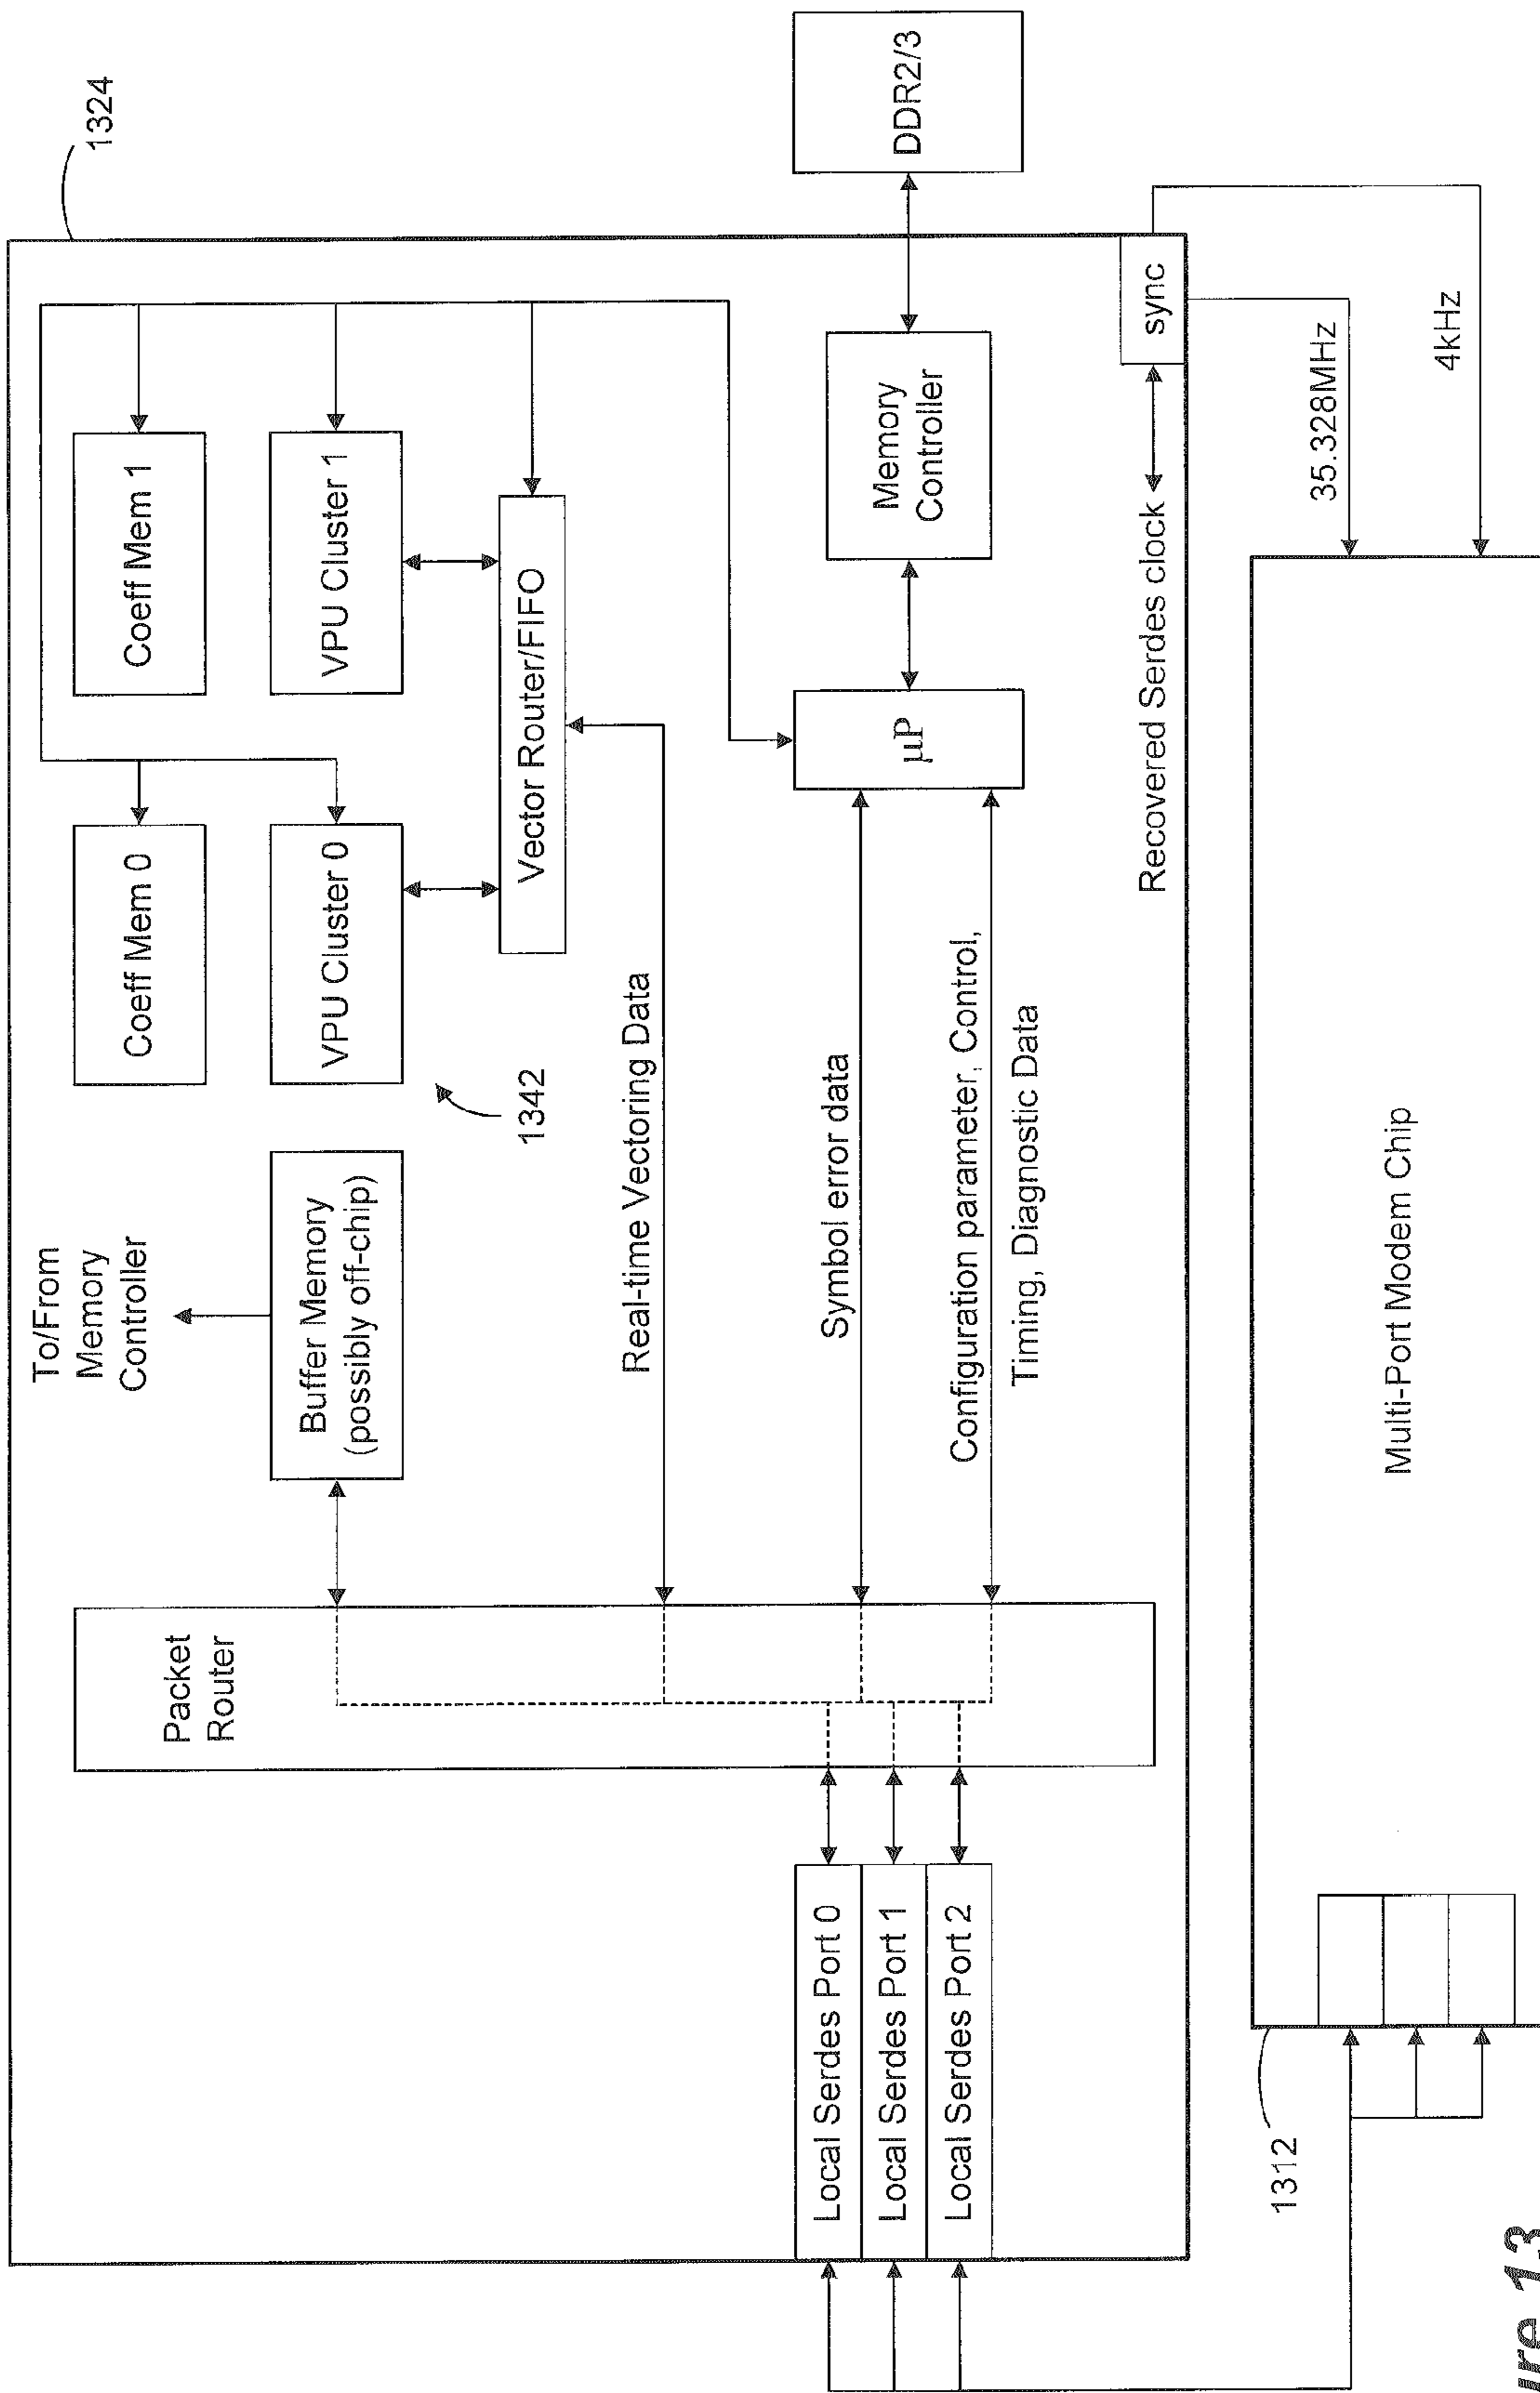 1324
To/From
Memory
Controller
Packet
Router
Buffer Memory
(possibly off-chip)
Coeff Mem 0
Coeff Mem 1
VPU Cluster 0
VPU Cluster 1
1342
Vector Router/FIFO
Real-time Vectoring Data
Symbol error data
Configuration parameter, Control,
Timing, Diagnostic Data
µP
Memory
Controller
DDR2/3
Local Serdes Port 0
Local Serdes Port 1
Local Serdes Port 2
Recovered Serdes clock
sync
35.328MHz
4kHz
1312
Multi-Port Modem Chip
13